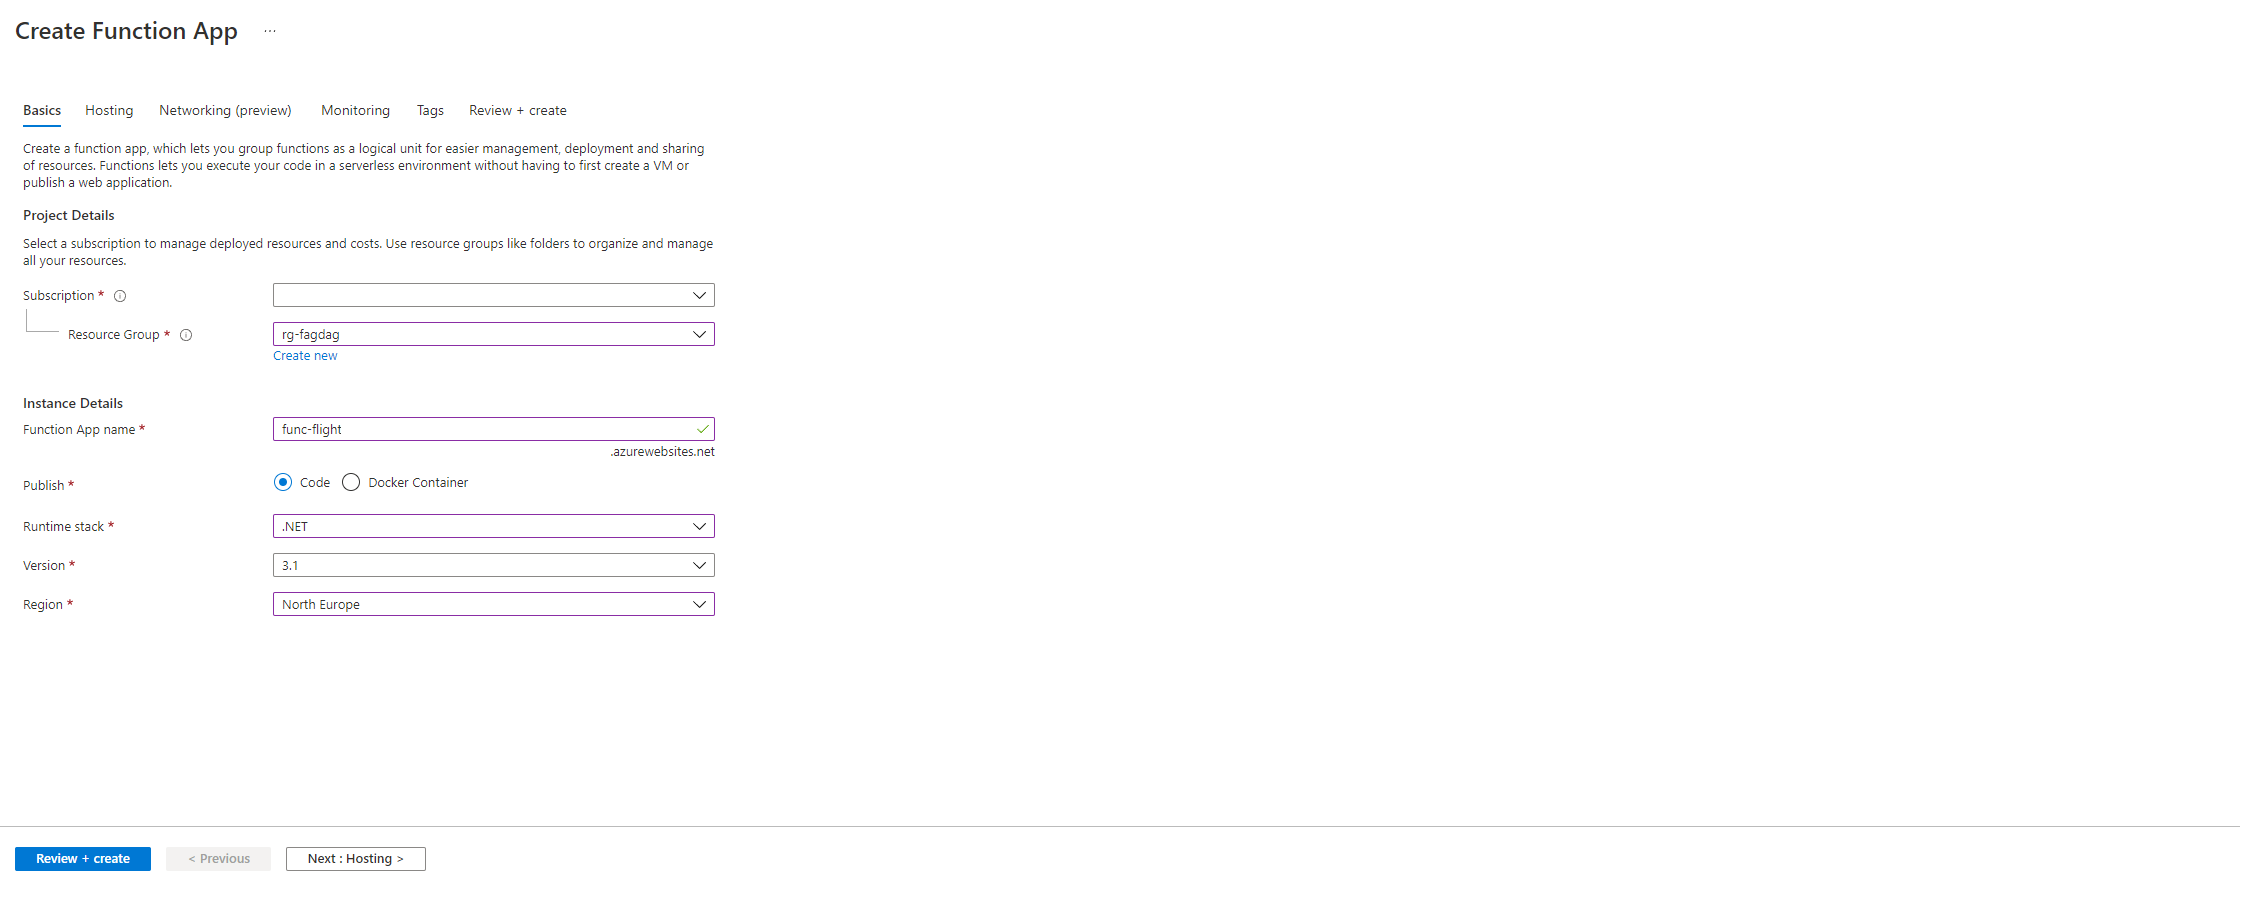 Create Function App ...
Basics Hosting Networking (preview) Monitoring Tags Review + create
Create a function app, which lets you group functions as a logical unit for easier management, deployment and sharing
of resources. Functions lets you execute your code in a serverless environment without having to first create a VM or
publish a web application.
Project Details
Select a subscription to manage deployed resources and costs. Use resource groups like folders to organize and manage
all your resources.
Subscription *
Resource Group * rg-fagdag
Create new
Instance Details
Function App name * func-flight
.azurewebsites.net
Publish * Code Docker Container
Runtime stack * .NET
Version * 3.1
Region * North Europe
Review + create < Previous Next : Hosting >